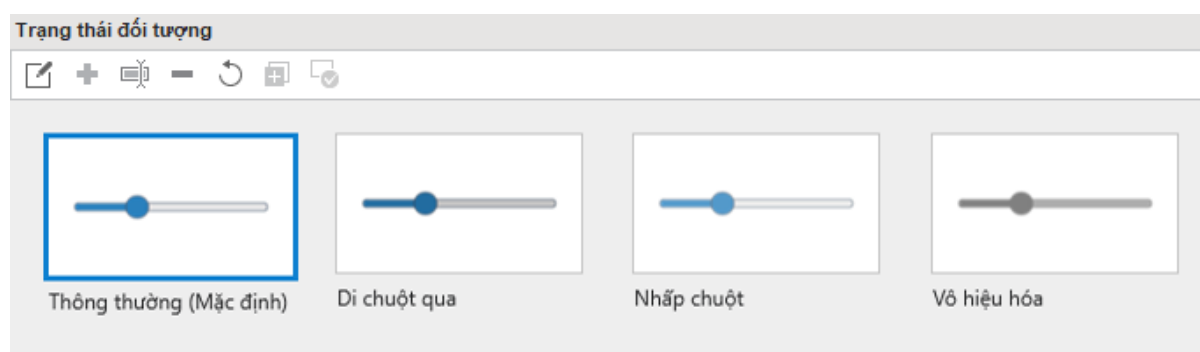 Trạng thái đối tượng
Thông thường (Mặc định)
Di chuột qua
Nhấp chuột
Vô hiệu hóa